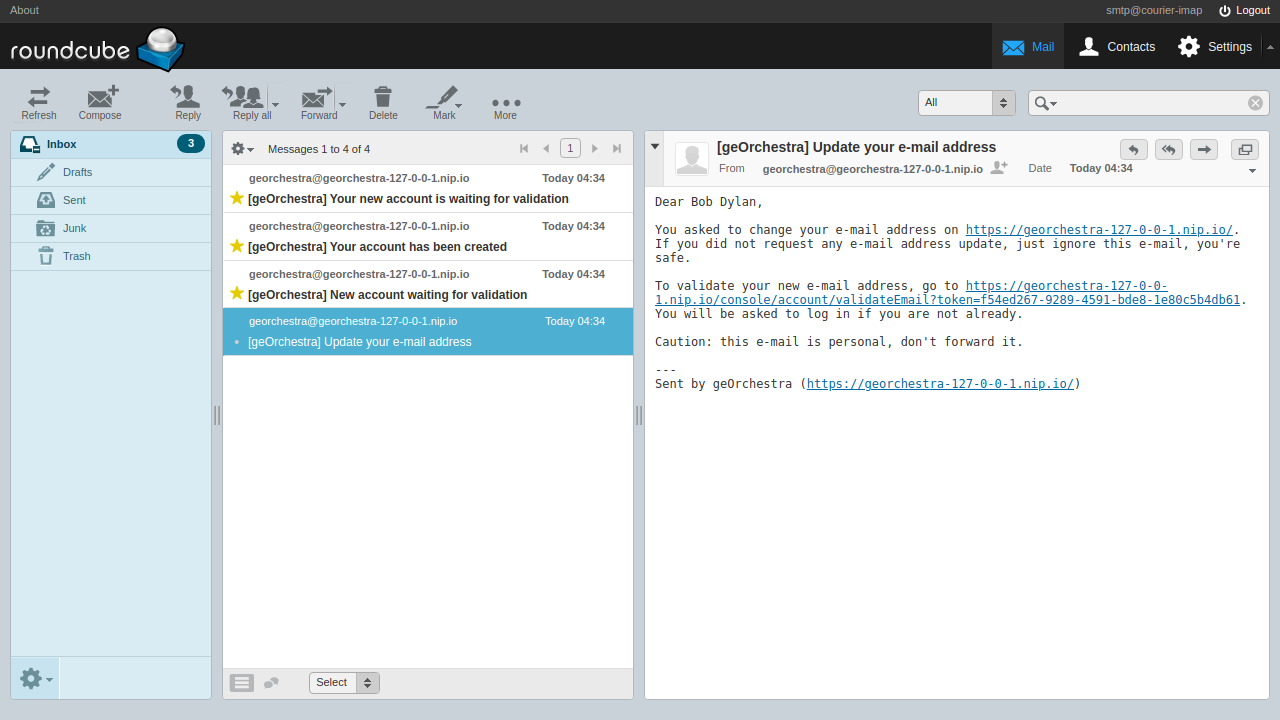 About
smtp@courier-imap Logout
roundcube
Mail Contacts Settings
Refresh Compose Reply Reply all Forward Delete Mark More
All
Inbox 3
Drafts
Sent
Junk
Trash
Messages 1 to 4 of 4 1
georchestra@georchestra-127-0-0-1.nip.io Today 04:34
[geOrchestra] Your new account is waiting for validation
georchestra@georchestra-127-0-0-1.nip.io Today 04:34
[geOrchestra] Your account has been created
georchestra@georchestra-127-0-0-1.nip.io Today 04:34
[geOrchestra] New account waiting for validation
georchestra@georchestra-127-0-0-1.nip.io Today 04:34
[geOrchestra] Update your e-mail address
Select
[geOrchestra] Update your e-mail address
From georchestra@georchestra-127-0-0-1.nip.io Date Today 04:34
Dear Bob Dylan,
You asked to change your e-mail address on https://georchestra-127-0-0-1.nip.io/.
If you did not request any e-mail address update, just ignore this e-mail, you're
safe.
To validate your new e-mail address, go to https://georchestra-127-0-0-
1.nip.io/console/account/validateEmail?token=f54ed267-9289-4591-bde8-1e80c5b4db61.
You will be asked to log in if you are not already.
Caution: this e-mail is personal, don't forward it.
---
Sent by geOrchestra (https://georchestra-127-0-0-1.nip.io/)